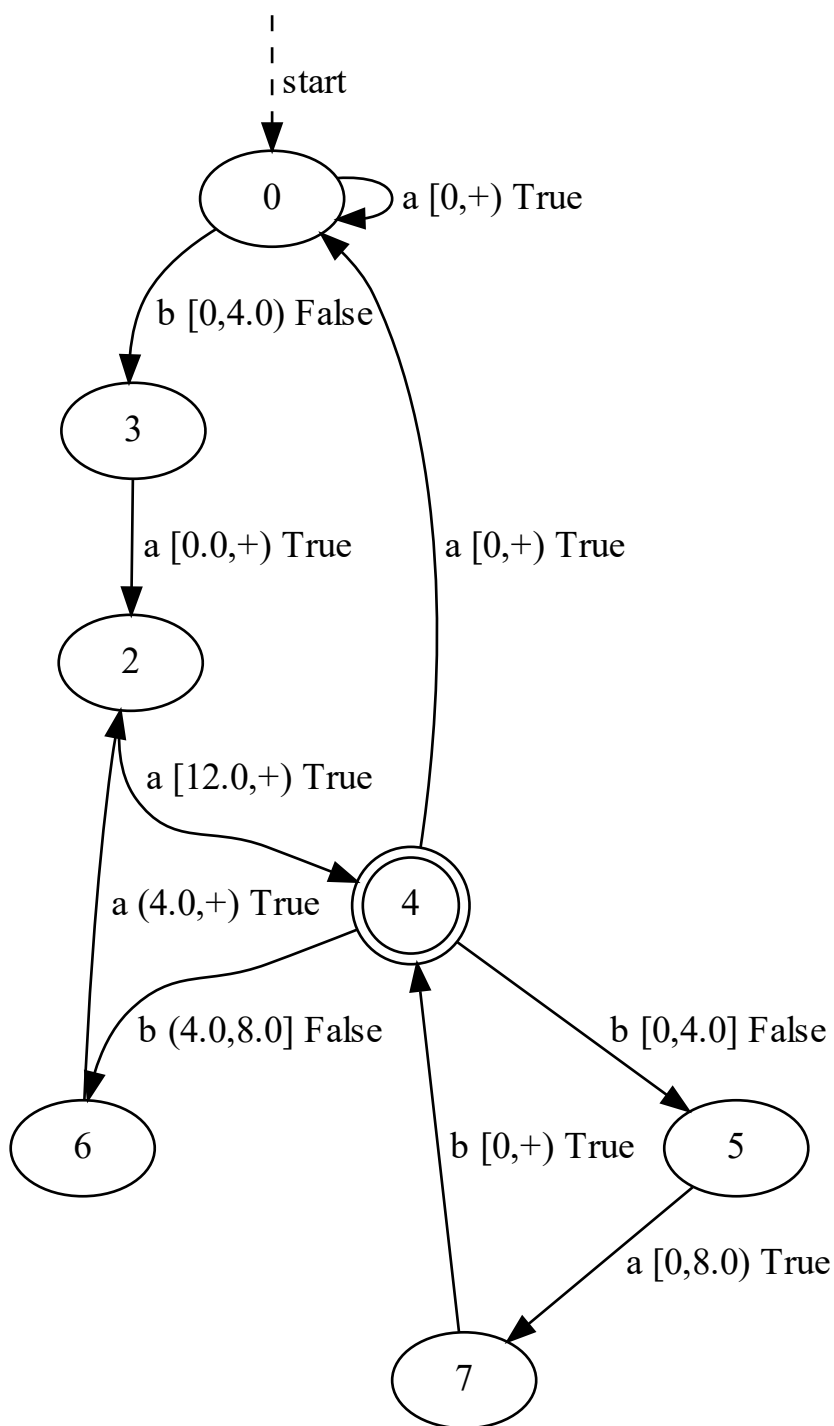 start
0
a [0,+) True
b [0,4.0) False
3
a [0.0,+) True
a [0,+) True
2
a [12.0,+) True
a (4.0,+) True
4
b (4.0,8.0] False
b [0,4.0] False
6
b [0,+) True
5
a [0,8.0) True
7